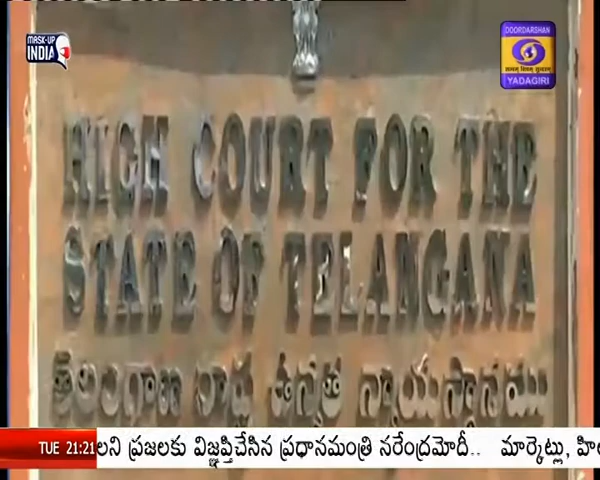 MASK-UP
INDIA
DOORDARSHAN
YADAGIRI
HIGH COURT FOR THE
STATE OF TELANGANA
తెలంగాణ రాష్ట్ర ఉన్నత న్యాయస్థానము
TUE 21:21 లని ప్రజలకు విజ్ఞప్తిచేసిన ప్రధానమంత్రి నరేంద్రమోదీ.. మార్కెట్లు,